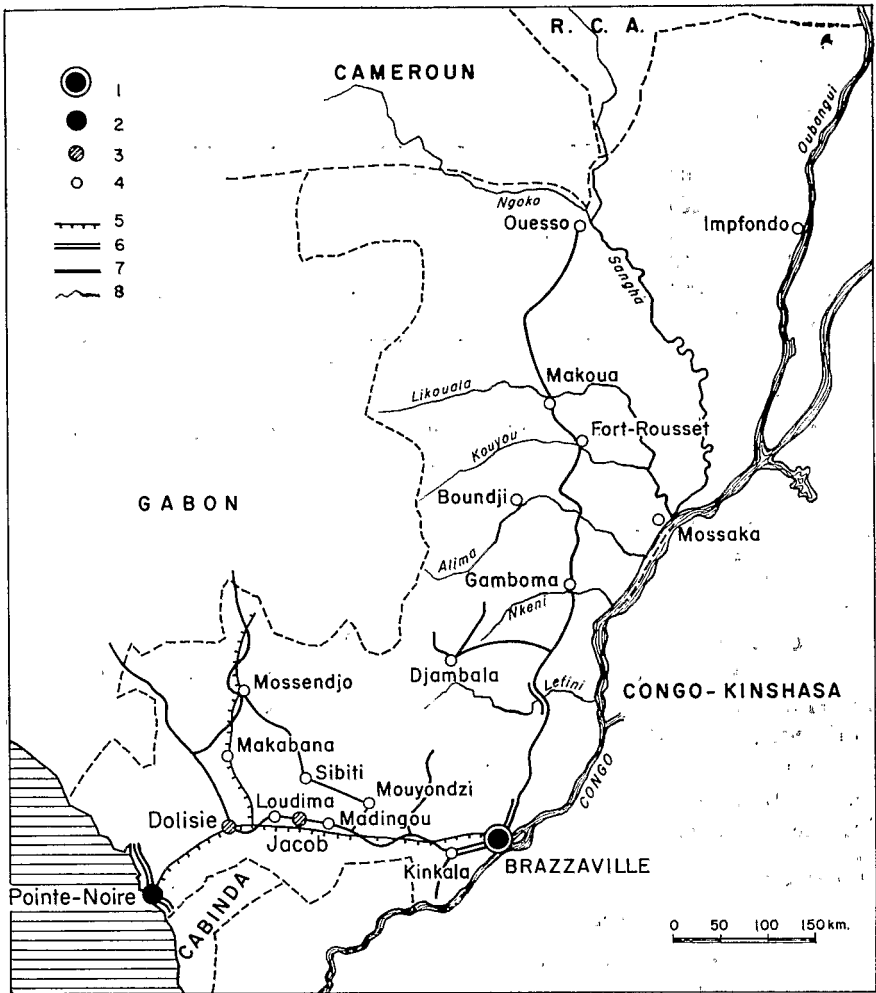 R. C. A.
CAMEROUN
1
2
3
4
5
6
7
8
Oubangui
Ngoko
Ouesso
Impfondo
Sangha
Makoua
Likouala
Fort-Rousset
Kouyou
GABON
Boundji
Mossaka
Alima
Gamboma
Nkeni
Djambala
Lefini
CONGO-KINSHASA
Mossendjo
Makabana
Sibiti
Mouyondzi
CONGO
Loudima
Dolisie
Madingou
Jacob
Kinkala
BRAZZAVILLE
Pointe-Noire
CABINDA
0 50 100 150 km.